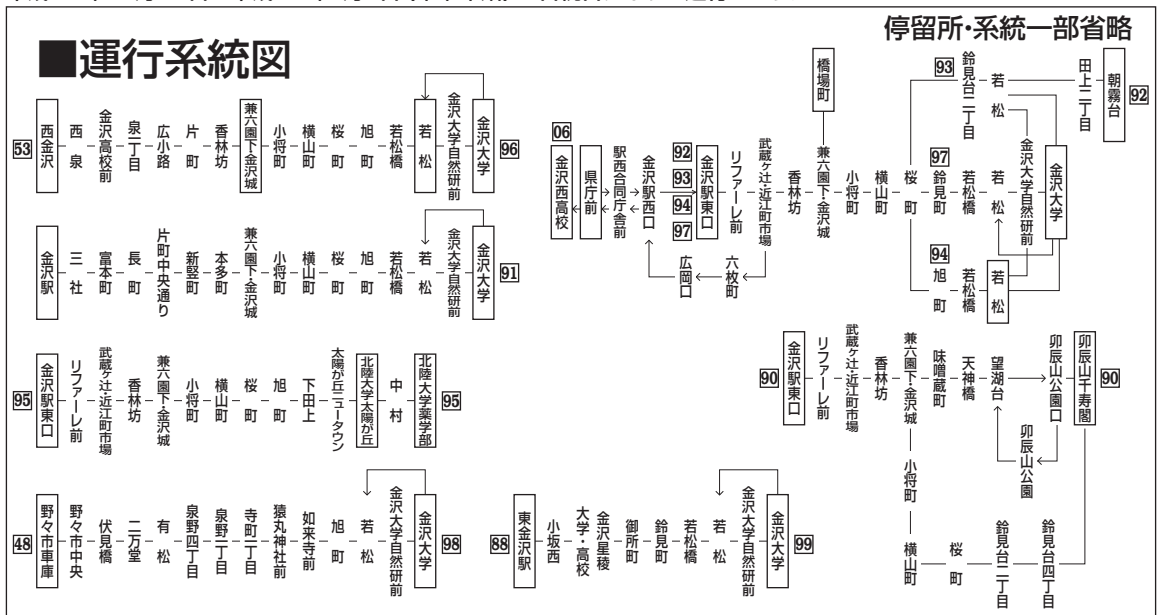 ■運行系統図
停留所・系統一部省略
53
西金沢
西泉
金沢高校前
泉一丁目
広小路
片町
香林坊
兼六園下・金沢城
小将町
横山町
桜町
旭町
若松橋
若松
金沢大学自然研前
金沢大学
96
金沢駅
三社
富本町
長町
片町中央通り
新竪町
本多町
兼六園下・金沢城
小将町
横山町
桜町
旭町
若松橋
若松
金沢大学自然研前
金沢大学
91
95
金沢駅東口
リファーレ前
武蔵ヶ辻・近江町市場
香林坊
兼六園下・金沢城
小将町
横山町
桜町
旭町
下田上
太陽が丘ニュータウン
北陸大学太陽が丘
中村
北陸大学薬学部
95
48
野々市車庫
野々市中央
伏見橋
二万堂
有松
泉野四丁目
泉野一丁目
寺町一丁目
猿丸神社前
如来寺前
旭町
若松
金沢大学自然研前
金沢大学
98
06
金沢西高校
県庁前
駅西合同庁舎前
金沢駅西口
92
93
94
97
金沢駅東口
リファーレ前
武蔵ヶ辻・近江町市場
六枚町
広岡口
香林坊
橋場町
兼六園下・金沢城
小将町
横山町
桜町
93
鈴見台二丁目
若松
田上二丁目
朝霧台
92
97
鈴見町
若松橋
若松
金沢大学自然研前
金沢大学
94
旭町
若松橋
若松
90
金沢駅東口
リファーレ前
武蔵ヶ辻・近江町市場
香林坊
兼六園下・金沢城
味噌蔵町
天神橋
望湖台
卯辰山公園口
卯辰山千寿閣
90
卯辰山公園
小将町
横山町
桜町
鈴見台二丁目
鈴見台四丁目
88
東金沢駅
小坂西
金沢星稜
大学・高校
御所町
鈴見町
若松橋
若松
金沢大学自然研前
金沢大学
99